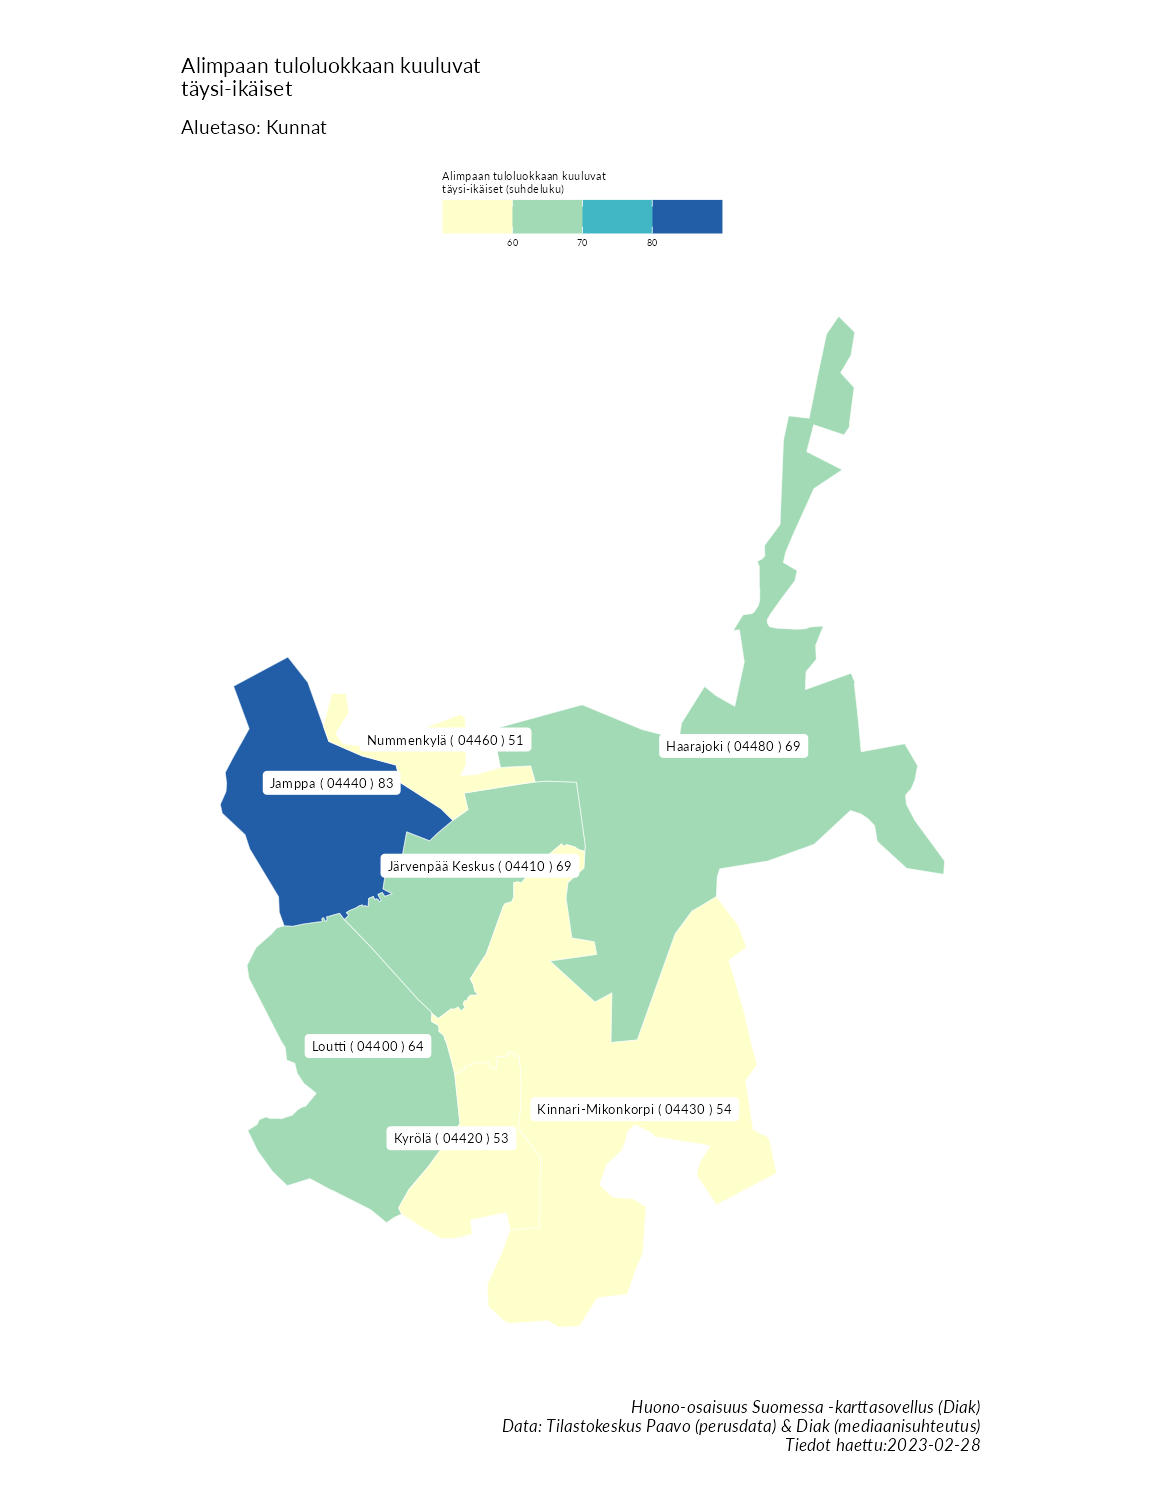 Alimpaan tuloluokkaan kuuluvat
täysi-ikäiset
Aluetaso: Kunnat
Alimpaan tuloluokkaan kuuluvat
täysi-ikäiset (suhdeluku)
60 70 80
Nummenkylä ( 04460 ) 51
Haarajoki ( 04480 ) 69
Jamppa ( 04440 ) 83
Järvenpää Keskus ( 04410 ) 69
Loutti ( 04400 ) 64
Kinnari-Mikonkorpi ( 04430 ) 54
Kyrölä ( 04420 ) 53
Huono-osaisuus Suomessa -karttasovellus (Diak)
Data: Tilastokeskus Paavo (perusdata) & Diak (mediaanisuhteutus)
Tiedot haettu:2023-02-28